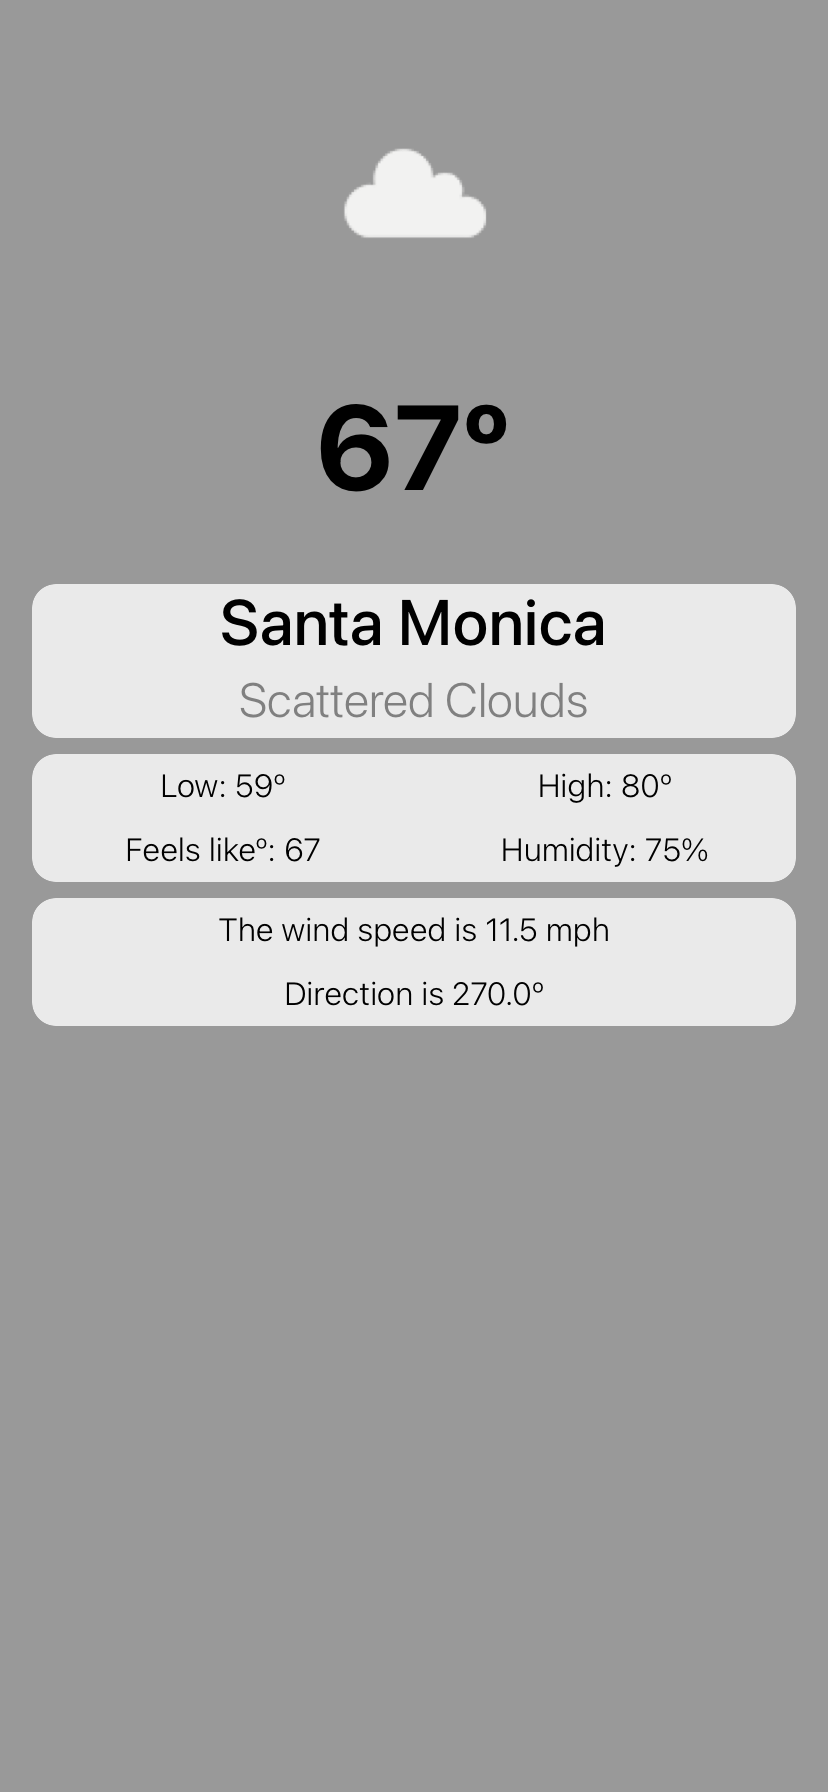 67º
Santa Monica
Scattered Clouds
Low: 59º High: 80º
Feels likeº: 67 Humidity: 75%
The wind speed is 11.5 mph
Direction is 270.0º